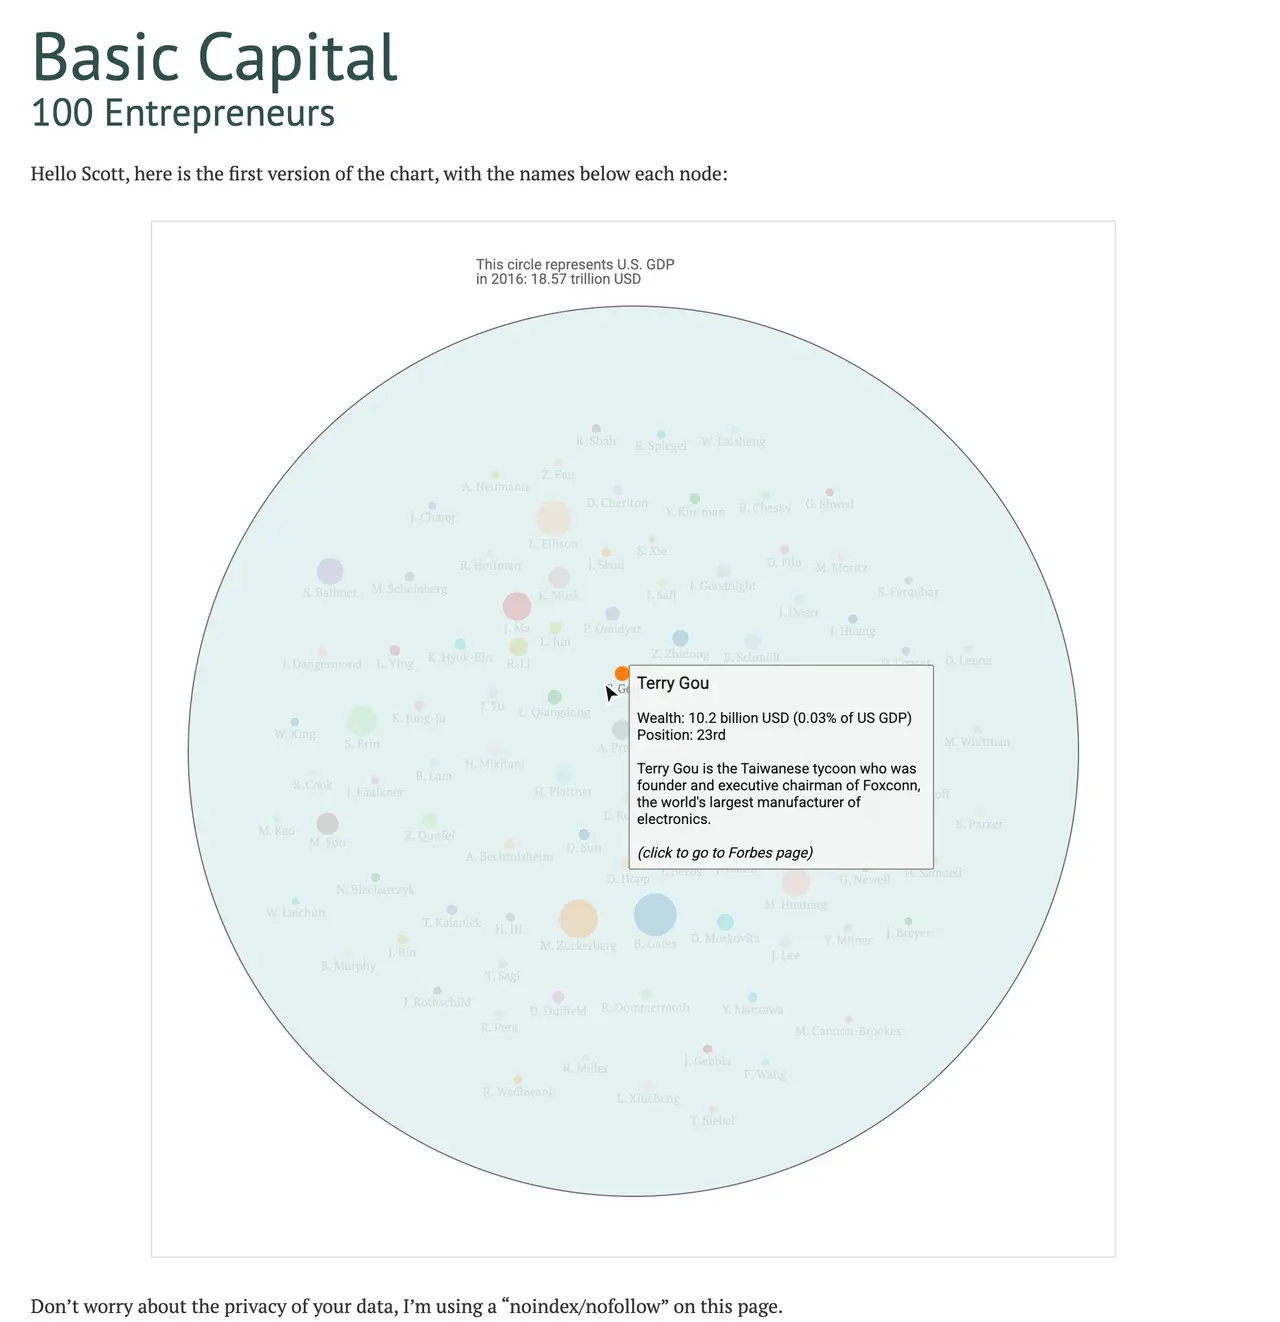 Basic Capital
100 Entrepreneurs
Hello Scott, here is the first version of the chart, with the names below each node:
This circle represents U.S. GDP
in 2016: 18.57 trillion USD
R. Shah
E. Spiegel
W. Laisheng
Z. Fan
A. Neumann
D. Cheriton
Y. Kin-man
B. Chesky
G. Shwed
J. Chang
L. Ellison
S. Xie
R. Hoffman
J. Skoll
D. Filo
M. Moritz
S. Ballmer
M. Scheinberg
E. Musk
J. Sall
J. Goodnight
S. Farquhar
J. Doerr
J. Ma
L. Jun
P. Omidyar
J. Huang
J. Dangermond
L. Ying
K. Hyuk-Bin
R. Li
Z. Zhidong
E. Schmidt
D. Leone
Terry Gou
Wealth: 10.2 billion USD (0.03% of US GDP)
Position: 23rd
Terry Gou is the Taiwanese tycoon who was
founder and executive chairman of Foxconn,
the world's largest manufacturer of
electronics.
(click to go to Forbes page)
K. Jung-Ju
J. Tu
L. Qiangdong
W. Xing
S. Brin
A. Pre
M. Whitman
H. Mikitani
S. Cook
J. Faulkner
B. Lam
H. Plattner
off
M. Kao
M. Son
Z. Qunfei
L. Ku
S. Parker
A. Bechtolsheim
D. Sun
D. Hopp
G. Newell
H. Samueli
N. Blecharczyk
M. Huateng
W. Laichun
T. Kalanick
H. III.
M. Zuckerberg
B. Gates
D. Moskovitz
Y. Milner
J. Breyer
J. Bin
J. Lee
B. Murphy
T. Sagi
J. Rothschild
D. Duffield
R. Dommermuth
Y. Maezawa
R. Pera
M. Cannon-Brookes
J. Gebbia
R. Miller
F. Wang
R. Wadhwani
L. Xiucheng
T. Siebel
Don’t worry about the privacy of your data, I’m using a “noindex/nofollow” on this page.